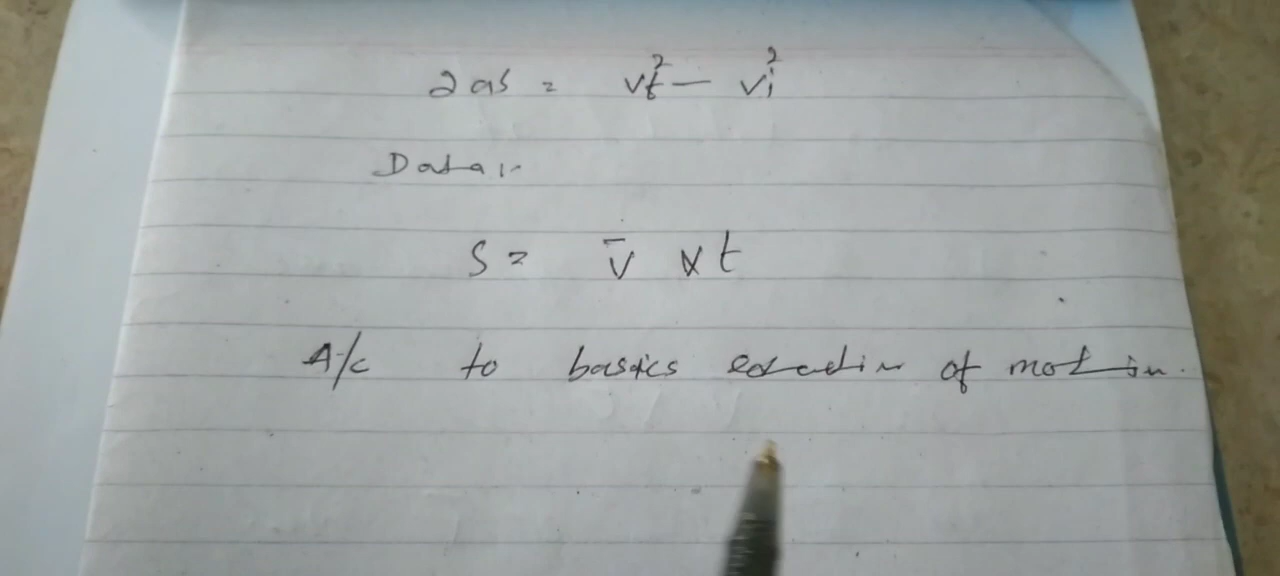 2as = vf² - vi²
Data:-
S = v̄ x t
A/c to basics equation of motion.